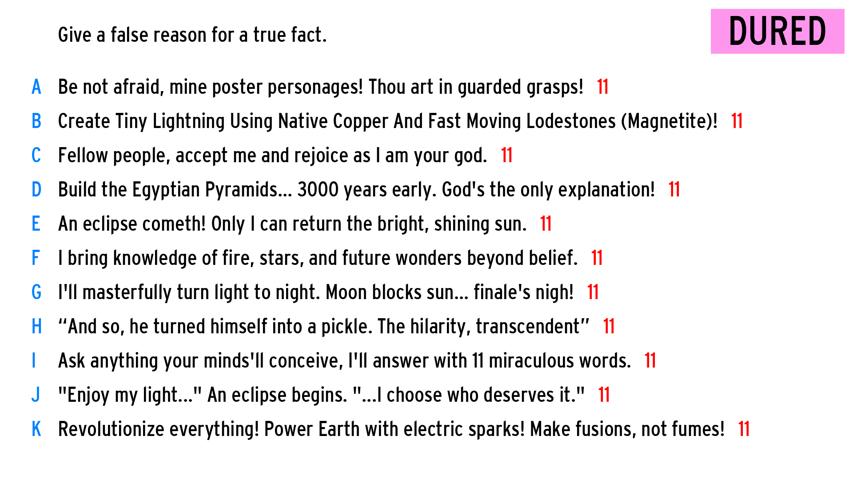 Give a false reason for a true fact.
DURED
A Be not afraid, mine poster personages! Thou art in guarded grasps! 11
B Create Tiny Lightning Using Native Copper And Fast Moving Lodestones (Magnetite)! 11
C Fellow people, accept me and rejoice as I am your god. 11
D Build the Egyptian Pyramids... 3000 years early. God's the only explanation! 11
E An eclipse cometh! Only I can return the bright, shining sun. 11
F I bring knowledge of fire, stars, and future wonders beyond belief. 11
G I'll masterfully turn light to night. Moon blocks sun... finale's nigh! 11
H “And so, he turned himself into a pickle. The hilarity, transcendent” 11
I Ask anything your minds'll conceive, I'll answer with 11 miraculous words. 11
J "Enjoy my light..." An eclipse begins. "...I choose who deserves it." 11
K Revolutionize everything! Power Earth with electric sparks! Make fusions, not fumes! 11